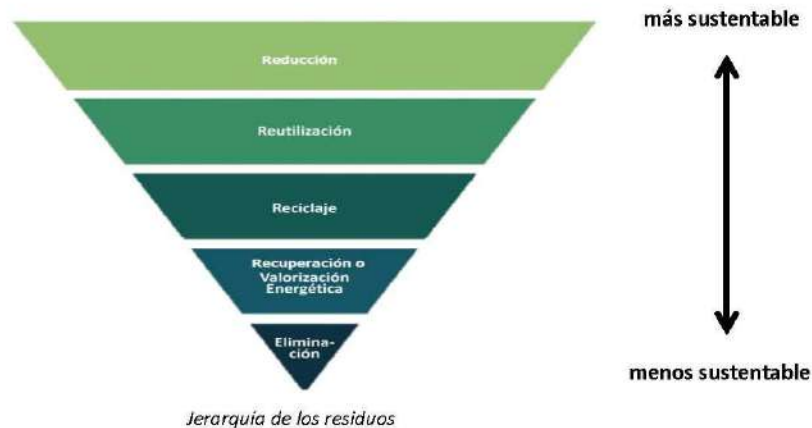 más sustentable
Reducción
Reutilización
Reciclaje
Recuperación o
Valorización
Energética
Elimina-
ción
menos sustentable
Jerarquía de los residuos